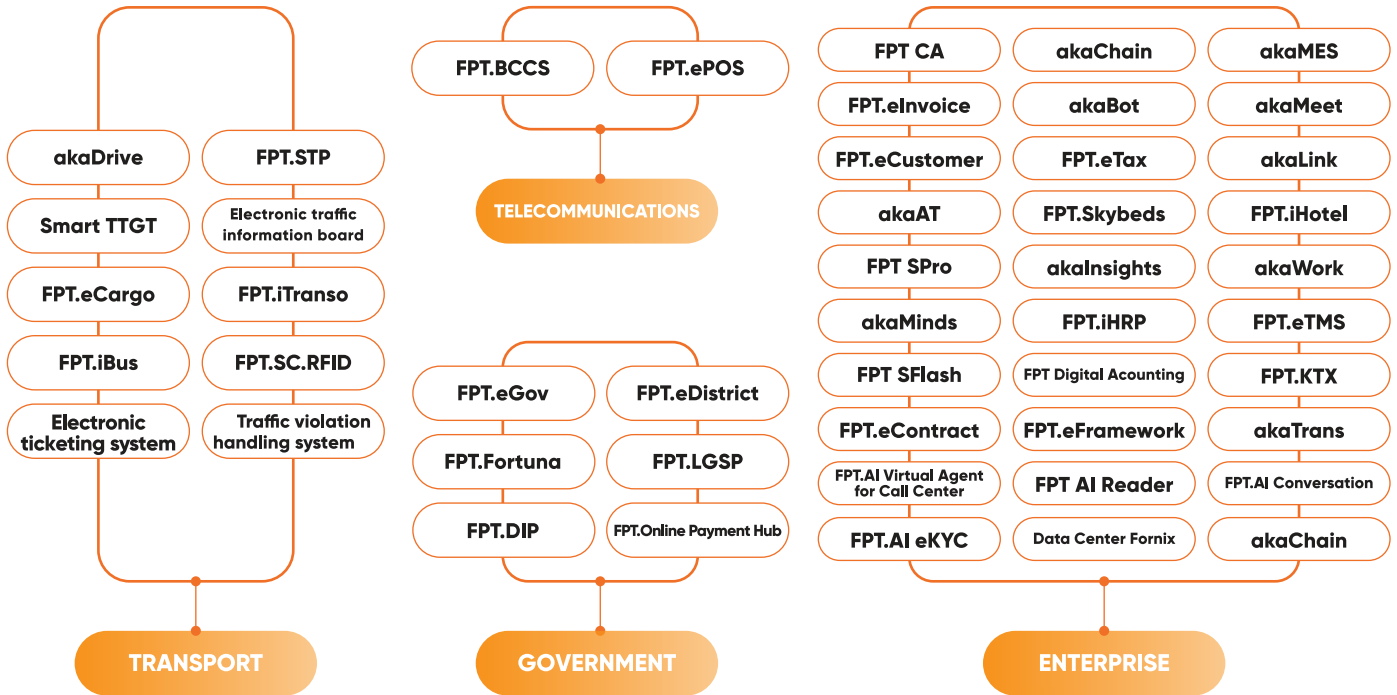 akaDrive
FPT.STP
Smart TTGT
Electronic traffic
information board
FPT.eCargo
FPT.iTranso
FPT.iBus
FPT.SC.RFID
Electronic
ticketing system
Traffic violation
handling system
TRANSPORT
FPT.BCCS
FPT.ePOS
TELECOMMUNICATIONS
FPT.eGov
FPT.eDistrict
FPT.Fortuna
FPT.LGSP
FPT.DIP
FPT.Online Payment Hub
GOVERNMENT
FPT CA
akaChain
akaMES
FPT.eInvoice
akaBot
akaMeet
FPT.eCustomer
FPT.eTax
akaLink
akaAT
FPT.Skybeds
FPT.iHotel
FPT SPro
akaInsights
akaWork
akaMinds
FPT.iHRP
FPT.eTMS
FPT SFlash
FPT Digital Acounting
FPT.KTX
FPT.eContract
FPT.eFramework
akaTrans
FPT.AI Virtual Agent
for Call Center
FPT AI Reader
FPT.AI Conversation
FPT.AI eKYC
Data Center Fornix
akaChain
ENTERPRISE